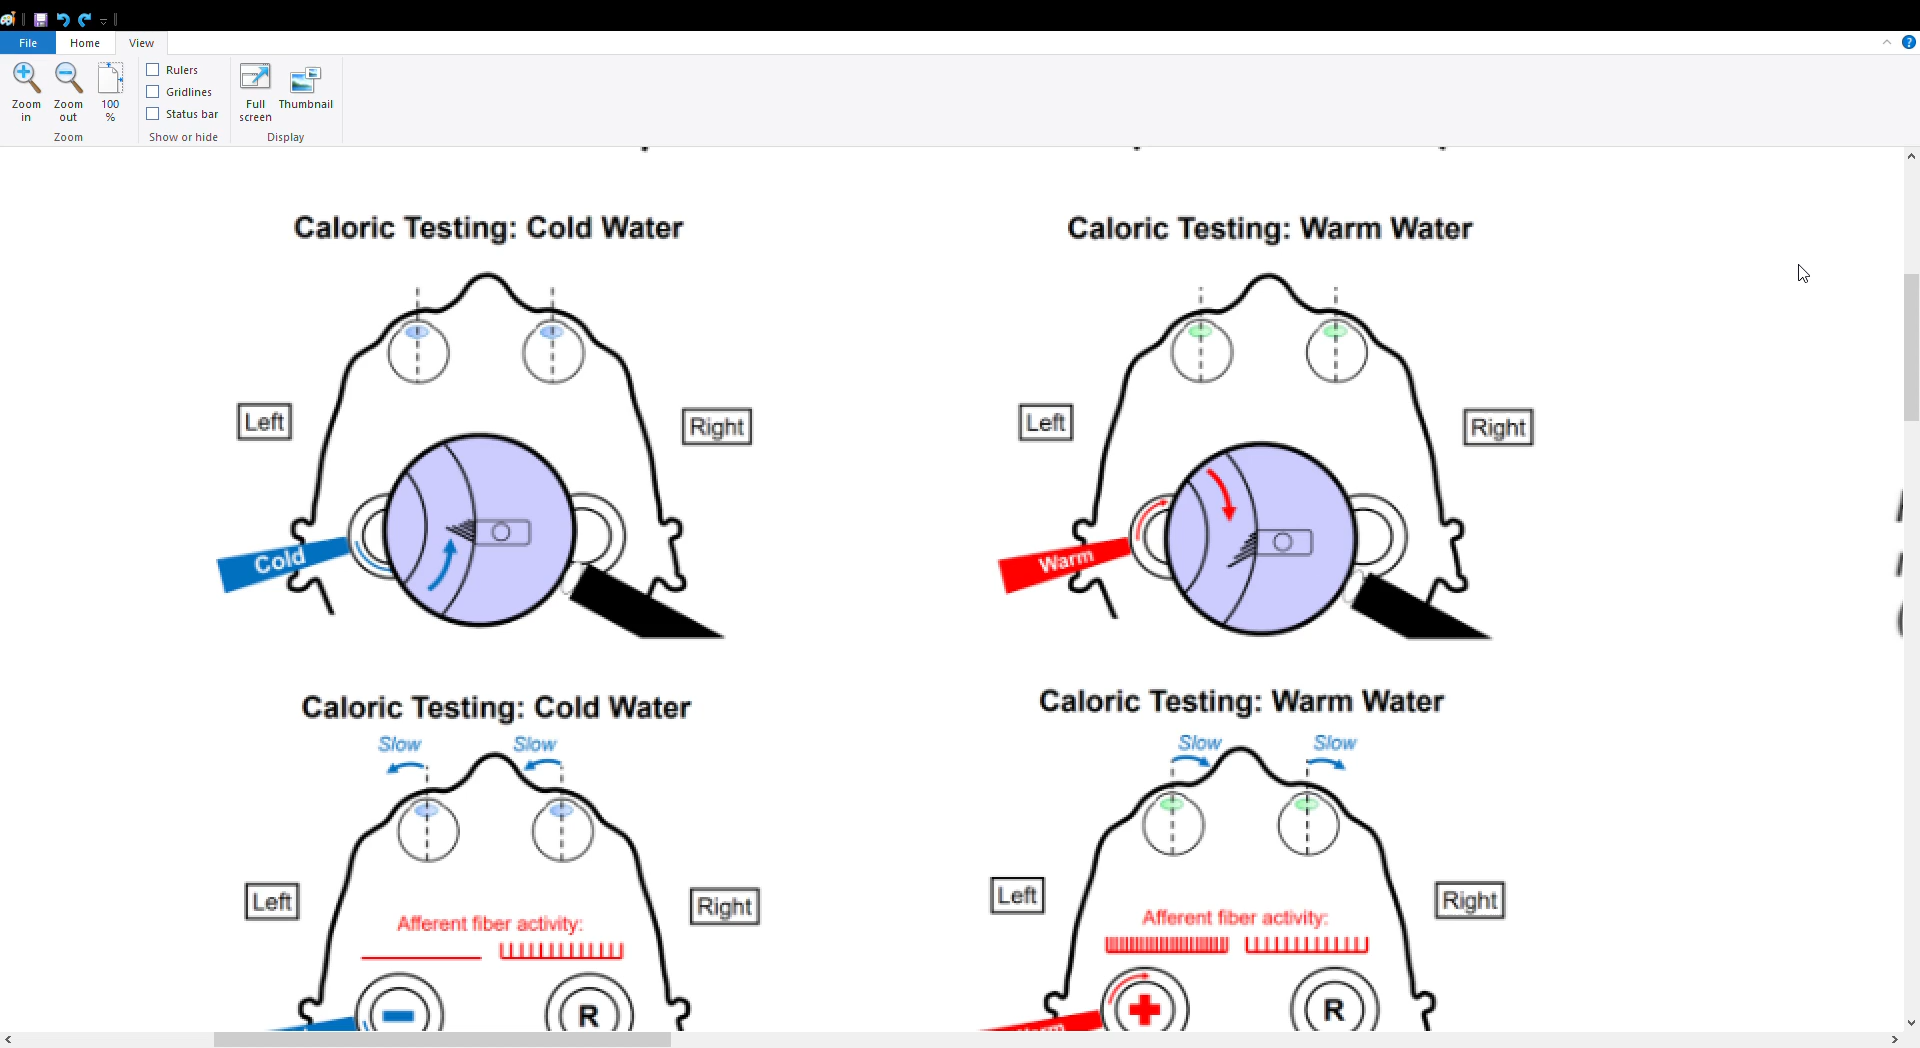 File Home View
Zoom in
Zoom out
100 %
Rulers
Gridlines
Status bar
Full screen
Thumbnail
Zoom
Show or hide
Display
Caloric Testing: Cold Water
Left
Right
Cold
Caloric Testing: Warm Water
Left
Right
Warm
Caloric Testing: Cold Water
Slow Slow
Left
Right
Afferent fiber activity:
R
Caloric Testing: Warm Water
Slow Slow
Left
Right
Afferent fiber activity:
R